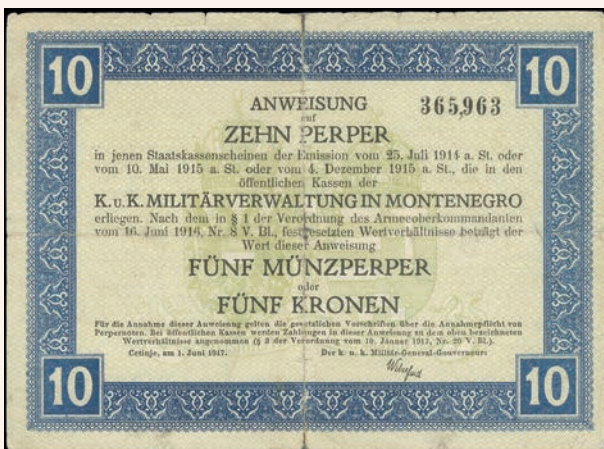 10 10
ANWEISUNG 365,963
auf
ZEHN PERPER
in jenen Staatskassenscheinen der Emission vom 25. Juli 1914 a. St. oder
vom 10. Mai 1915 a. St. oder vom 4. Dezember 1915 a. St., die in den
öffentlichen Kassen der
K. u. K. MILITÄRVERWALTUNG IN MONTENEGRO
erliegen. Nach dem in § 1 der Verordnung des Armeeoberkommandanten
vom 16. Juni 1916, Nr. 8 V. Bl., festgesetzten Wertverhältnisse beträgt der
Wert dieser Anweisung
FÜNF MÜNZPERPER
oder
FÜNF KRONEN
Für die Annahme dieser Anweisung gelten die gesetzlichen Vorschriften über die Annahmepflicht von
Perpernoten. Bei öffentlichen Kassen werden Zahlungen in dieser Anweisung zu dem oben bezeichneten
Wertverhältnisse angenommen (§ 2 der Verordnung vom 10. Jänner 1917, Nr. 20 V. Bl.).
Cetinje, am 1. Juni 1917. Der k. u. k. Militär-General-Gouverneur:
10 10